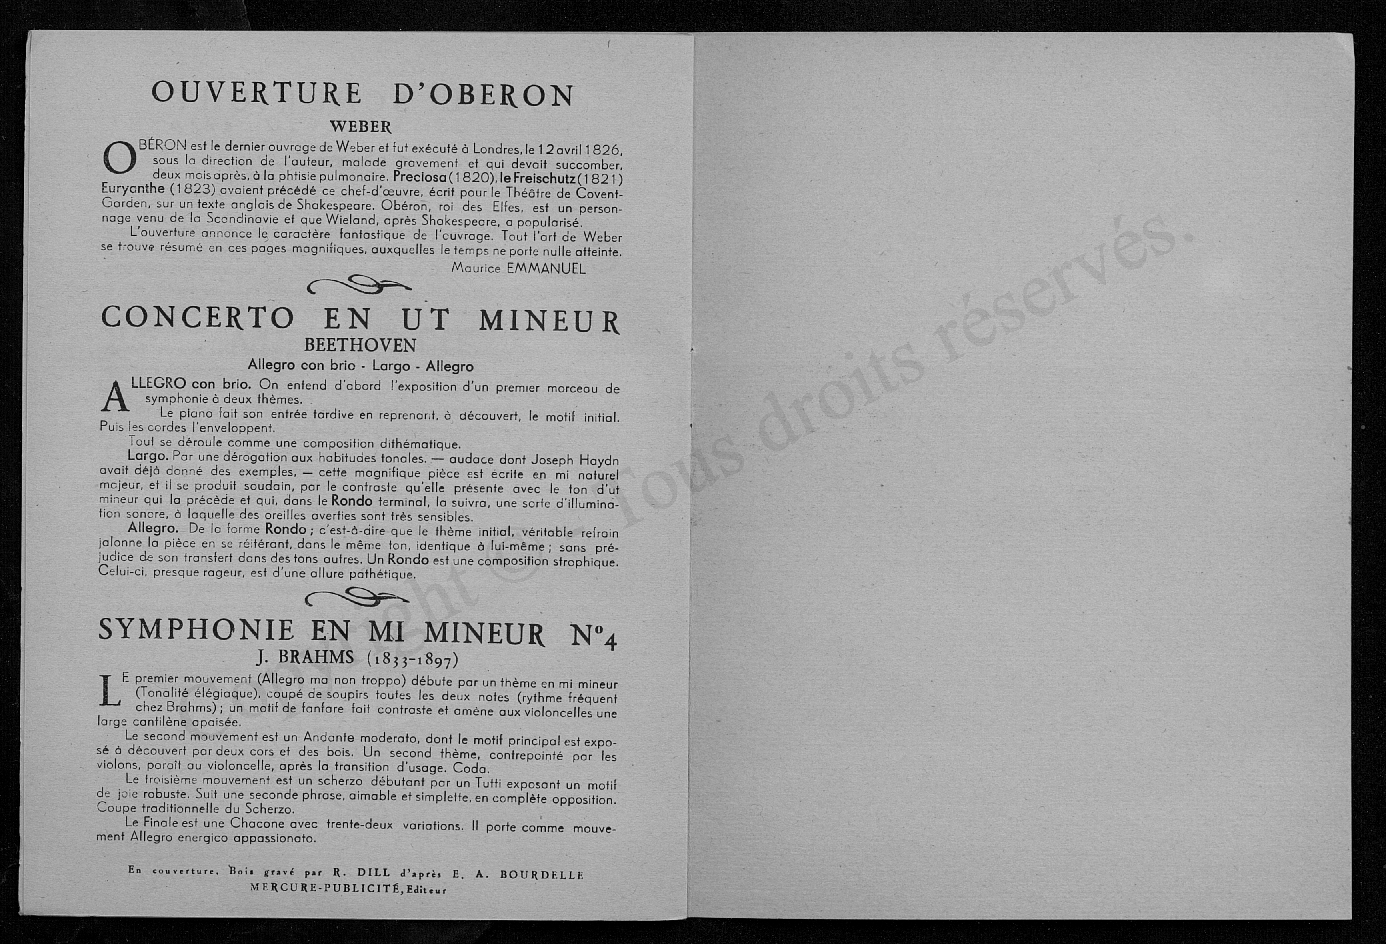 OUVERTURE D'OBERON
WEBER
OBÉRON est le dernier ouvrage de Weber et fut exécuté à Londres, le 12 avril 1826,
sous la direction de l'auteur, malade gravement et qui devait succomber,
deux mois après, à la phtisie pulmonaire. Preciosa (1820), le Freischutz (1821)
Euryanthe (1823) avaient précédé ce chef-d'œuvre, écrit pour le Théâtre de Covent-
Garden, sur un texte anglais de Shakespeare. Obéron, roi des Elfes, est un person-
nage venu de la Scandinavie et que Wieland, après Shakespeare, a popularisé.
L'ouverture annonce le caractère fantastique de l'ouvrage. Tout l'art de Weber
se trouve résumé en ces pages magnifiques, auxquelles le temps ne porte nulle atteinte.
Maurice EMMANUEL
CONCERTO EN UT MINEUR
BEETHOVEN
Allegro con brio - Largo - Allegro
ALLEGRO con brio. On entend d'abord l'exposition d'un premier morceau de
symphonie à deux thèmes.
Le piano fait son entrée tardive en reprenant, à découvert, le motif initial.
Puis les cordes l'enveloppent.
Tout se déroule comme une composition dithématique.
Largo. Par une dérogation aux habitudes tonales, — audace dont Joseph Haydn
avait déjà donné des exemples, — cette magnifique pièce est écrite en mi naturel
majeur, et il se produit soudain, par le contraste qu'elle présente avec le ton d'ut
mineur qui la précède et qui, dans le Rondo terminal, la suivra, une sorte d'illumina-
tion sonore, à laquelle des oreilles averties sont très sensibles.
Allegro. De la forme Rondo ; c'est-à-dire que le thème initial, véritable refrain
jalonne la pièce en se réitérant, dans le même ton, identique à lui-même ; sans pré-
judice de son transfert dans des tons autres. Un Rondo est une composition strophique.
Celui-ci, presque rageur, est d'une allure pathétique.
SYMPHONIE EN MI MINEUR N° 4
J. BRAHMS (1833-1897)
LE premier mouvement (Allegro ma non troppo) débute par un thème en mi mineur
(Tonalité élégiaque), coupé de soupirs toutes les deux notes (rythme fréquent
chez Brahms) ; un motif de fanfare fait contraste et amène aux violoncelles une
large cantilène apaisée.
Le second mouvement est un Andante moderato, dont le motif principal est expo-
sé à découvert par deux cors et des bois. Un second thème, contrepointé par les
violons, paraît au violoncelle, après la transition d'usage. Coda.
Le troisième mouvement est un scherzo débutant par un Tutti exposant un motif
de joie robuste. Suit une seconde phrase, aimable et simplette, en complète opposition.
Coupe traditionnelle du Scherzo.
Le Finale est une Chacone avec trente-deux variations. Il porte comme mouve-
ment Allegro energico appassionato.
En couverture, Bois gravé par R. DILL d'après E. A. BOURDELLE
MERCURE-PUBLICITÉ, Editeur
Copyright © - Tous droits réservés.